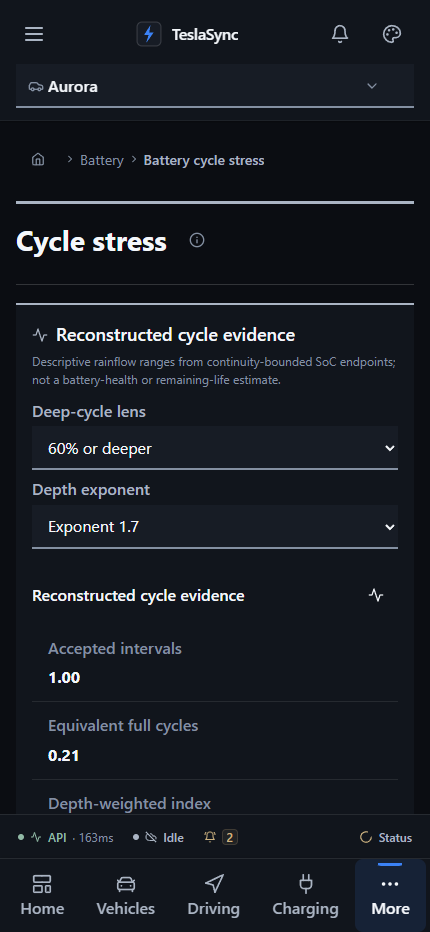 TeslaSync
Aurora
Battery
Battery cycle stress
Cycle stress
Reconstructed cycle evidence
Descriptive rainflow ranges from continuity-bounded SoC endpoints;
not a battery-health or remaining-life estimate.
Deep-cycle lens
60% or deeper
Depth exponent
Exponent 1.7
Reconstructed cycle evidence
Accepted intervals
1.00
Equivalent full cycles
0.21
Depth-weighted index
API · 163ms Idle 2 Status
Home Vehicles Driving Charging More